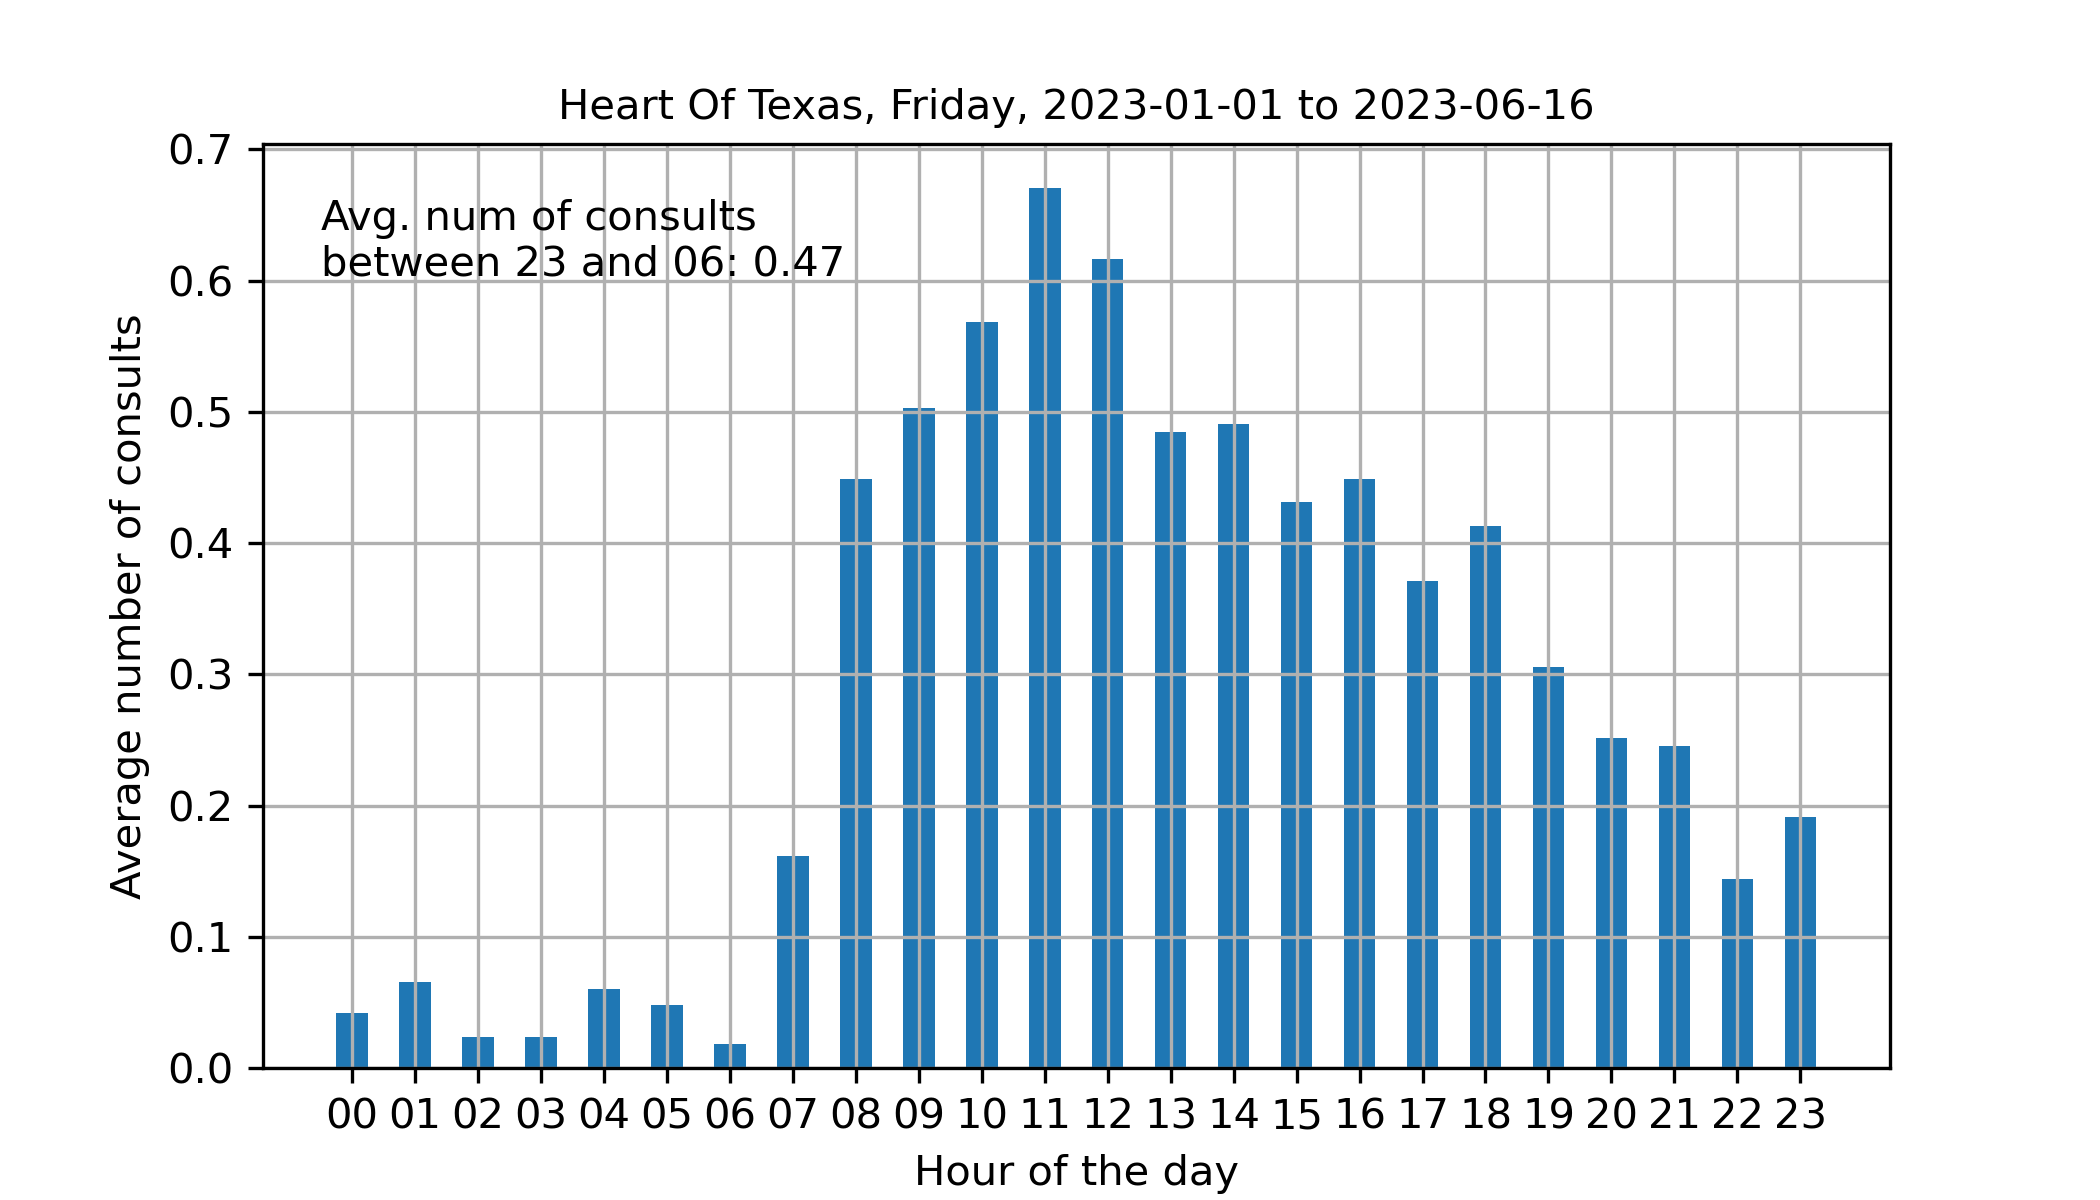 Heart Of Texas, Friday, 2023-01-01 to 2023-06-16
Avg. num of consults
between 23 and 06: 0.47
Average number of consults
0.7
0.6
0.5
0.4
0.3
0.2
0.1
0.0
00 01 02 03 04 05 06 07 08 09 10 11 12 13 14 15 16 17 18 19 20 21 22 23
Hour of the day